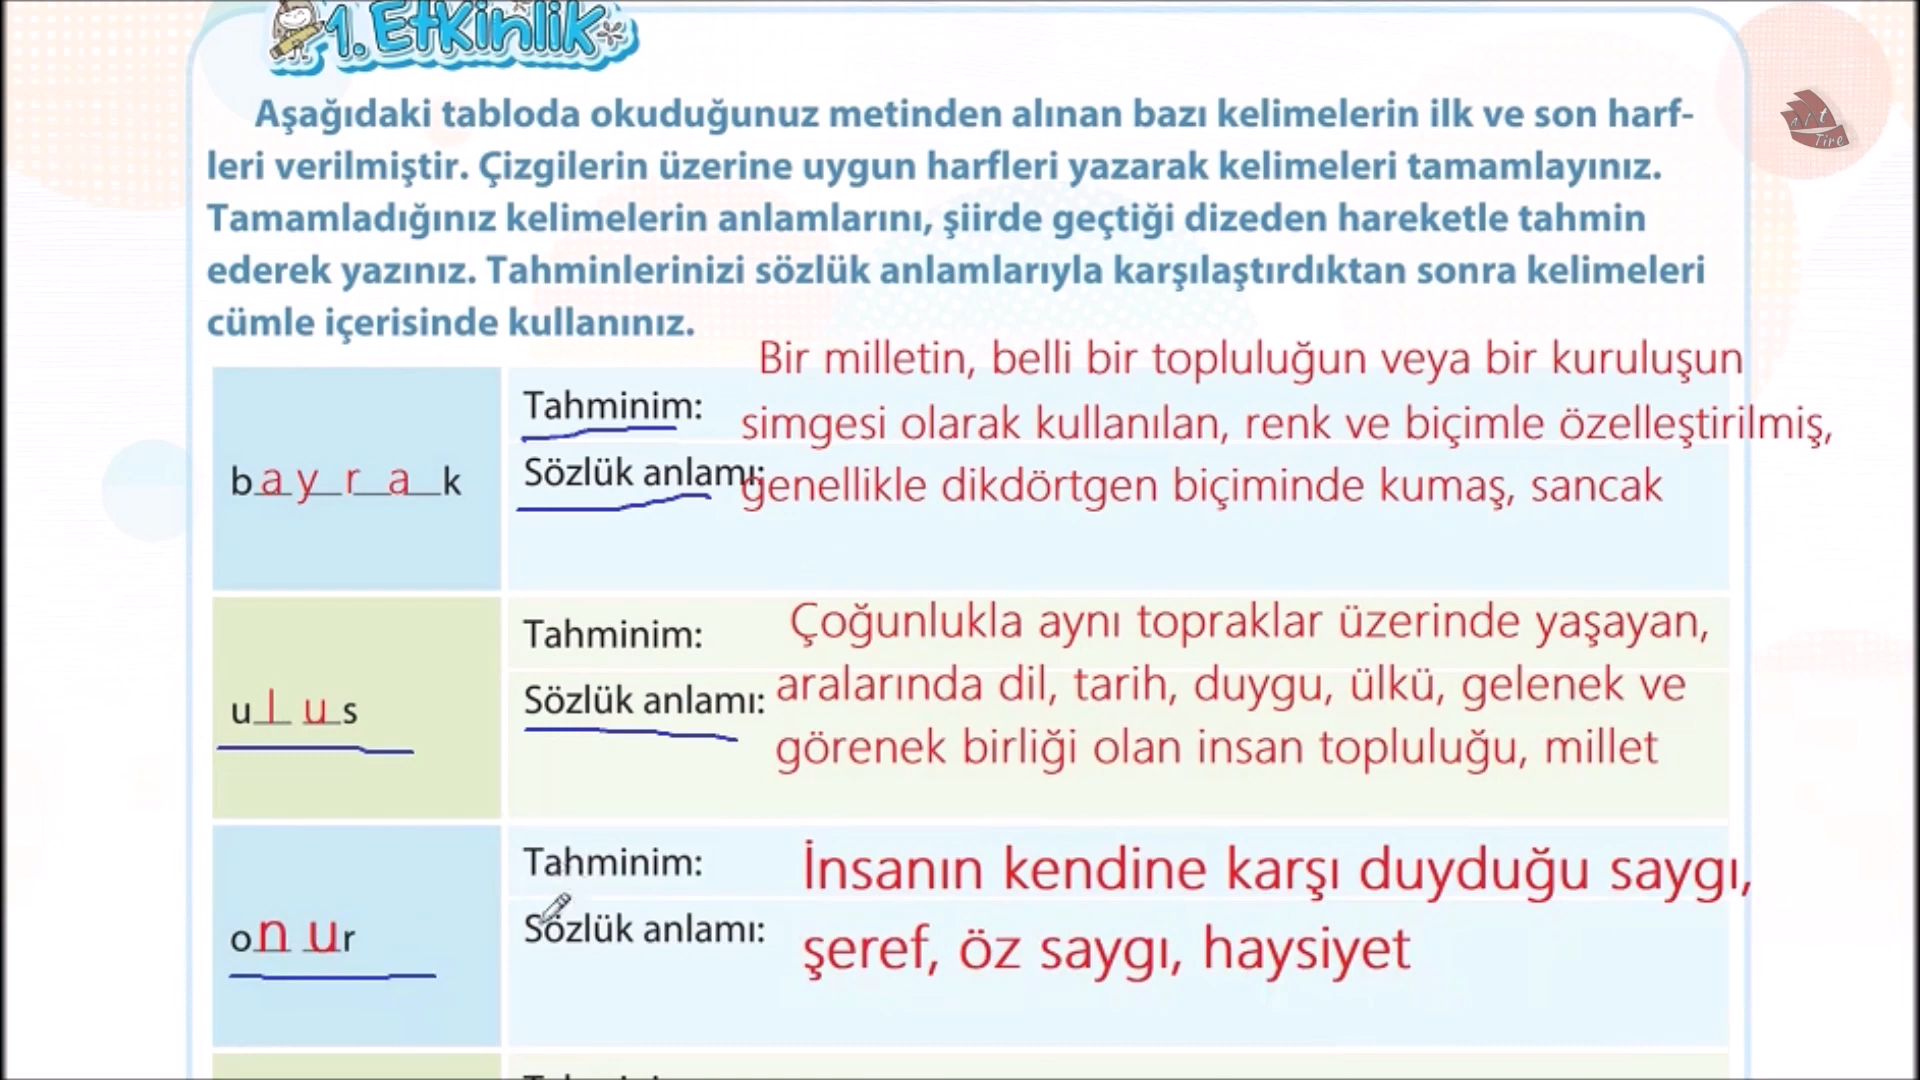 1. Etkinlik
Aşağıdaki tabloda okuduğunuz metinden alınan bazı kelimelerin ilk ve son harf-
leri verilmiştir. Çizgilerin üzerine uygun harfleri yazarak kelimeleri tamamlayınız.
Tamamladığınız kelimelerin anlamlarını, şiirde geçtiği dizeden hareketle tahmin
ederek yazınız. Tahminlerinizi sözlük anlamlarıyla karşılaştırdıktan sonra kelimeleri
cümle içerisinde kullanınız.
bayrak
Tahminim:
Sözlük anlamı:
Bir milletin, belli bir topluluğun veya bir kuruluşun
simgesi olarak kullanılan, renk ve biçimle özelleştirilmiş,
genellikle dikdörtgen biçiminde kumaş, sancak
ulus
Tahminim:
Sözlük anlamı:
Çoğunlukla aynı topraklar üzerinde yaşayan,
aralarında dil, tarih, duygu, ülkü, gelenek ve
görenek birliği olan insan topluluğu, millet
onur
Tahminim:
Sözlük anlamı:
İnsanın kendine karşı duyduğu saygı,
şeref, öz saygı, haysiyet